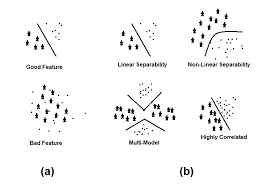 Good Feature
Linear Separability
Non-Linear Separability
Bad Feature
Multi-Model
Highly Correlated
(a)
(b)